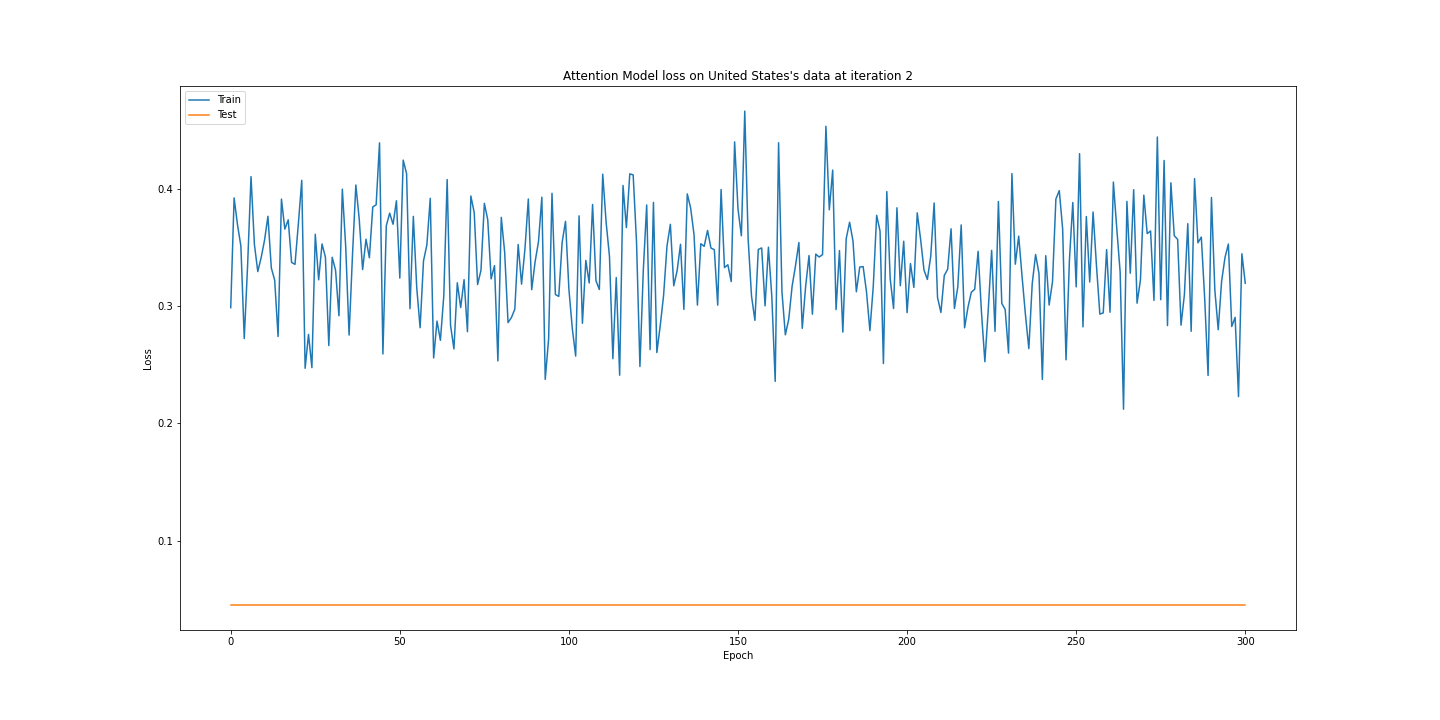 Attention Model loss on United States's data at iteration 2
Train
Test
0.4
0.3
0.2
0.1
Loss
0 50 100 150 200 250 300
Epoch